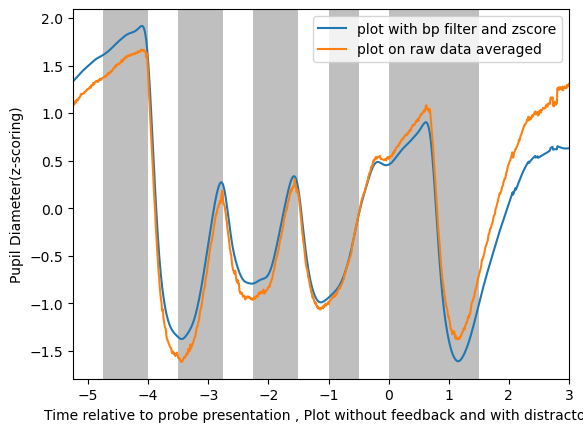 plot with bp filter and zscore
plot on raw data averaged
Pupil Diameter(z-scoring)
2.0
1.5
1.0
0.5
0.0
−0.5
−1.0
−1.5
−5 −4 −3 −2 −1 0 1 2 3
Time relative to probe presentation , Plot without feedback and with distracto